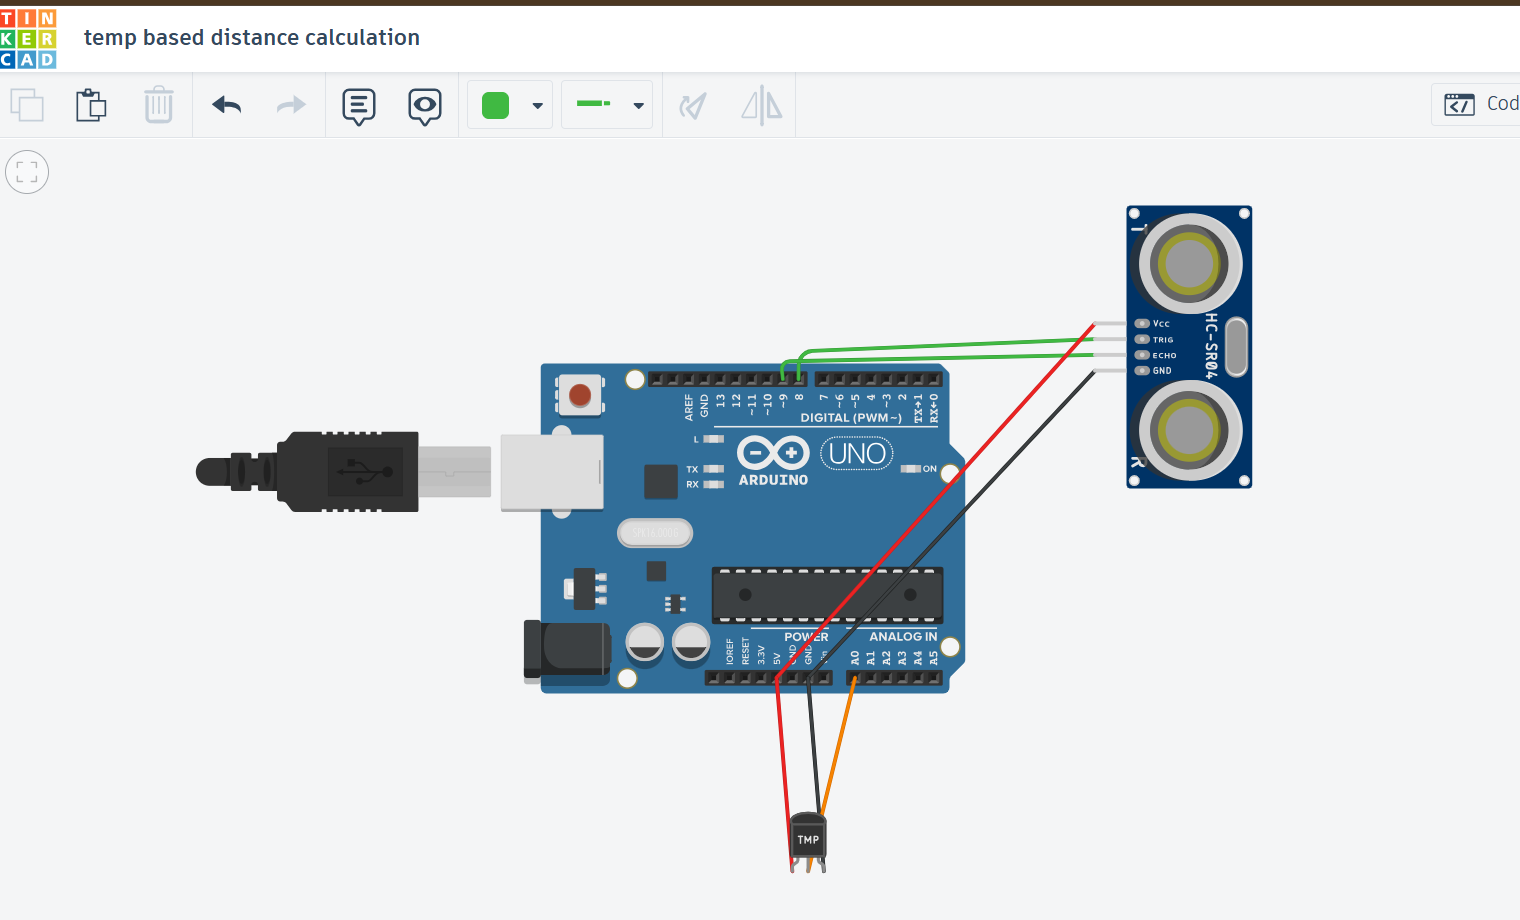 TIN
KER
CAD
temp based distance calculation
Cod
T
HC-SR04
Vcc
TRIG
ECHO
GND
R
AREF
GND
13
12
~11
~10
~9
8
7
~6
~5
4
~3
2
TX→1
RX←0
DIGITAL (PWM~)
L
TX
RX
ARDUINO
UNO
ON
POWER
ANALOG IN
IOREF
RESET
3.3V
5V
GND
GND
A0
A1
A2
A3
A4
A5
TMP